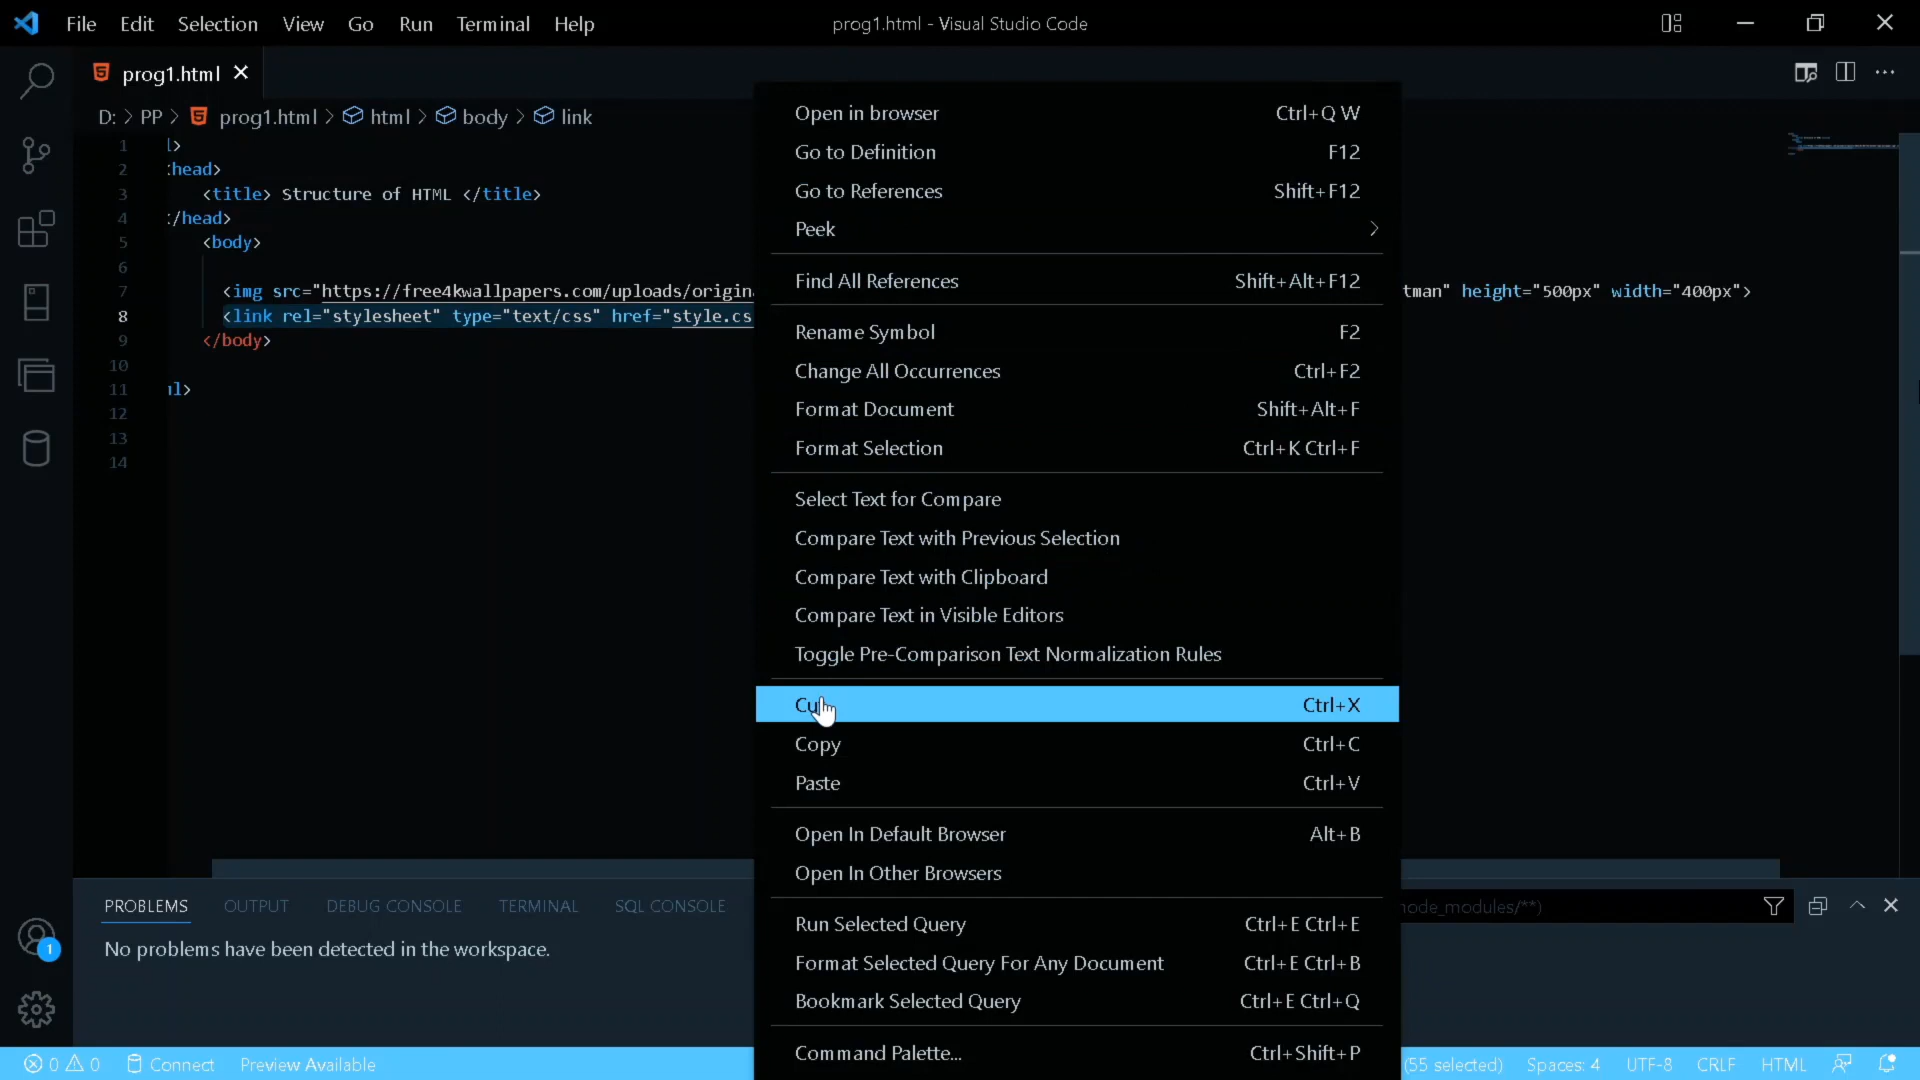 File Edit Selection View Go Run Terminal Help
prog1.html - Visual Studio Code
prog1.html
D: > PP > prog1.html > html > body > link
1 l>
2 head>
3 <title> Structure of HTML </title>
4 /head>
5 <body>
6
7 <img src="https://free4kwallpapers.com/uploads/origin tman" height="500px" width="400px">
8 <link rel="stylesheet" type="text/css" href="style.cs
9 </body>
10
11 l>
12
13
14
Open in browser Ctrl+Q W
Go to Definition F12
Go to References Shift+F12
Peek
Find All References Shift+Alt+F12
Rename Symbol F2
Change All Occurrences Ctrl+F2
Format Document Shift+Alt+F
Format Selection Ctrl+K Ctrl+F
Select Text for Compare
Compare Text with Previous Selection
Compare Text with Clipboard
Compare Text in Visible Editors
Toggle Pre-Comparison Text Normalization Rules
Cu Ctrl+X
Copy Ctrl+C
Paste Ctrl+V
Open In Default Browser Alt+B
Open In Other Browsers
Run Selected Query Ctrl+E Ctrl+E
Format Selected Query For Any Document Ctrl+E Ctrl+B
Bookmark Selected Query Ctrl+E Ctrl+Q
Command Palette... Ctrl+Shift+P
PROBLEMS OUTPUT DEBUG CONSOLE TERMINAL SQL CONSOLE
node_modules/**)
No problems have been detected in the workspace.
1
0 0 Connect Preview Available
(55 selected) Spaces: 4 UTF-8 CRLF HTML